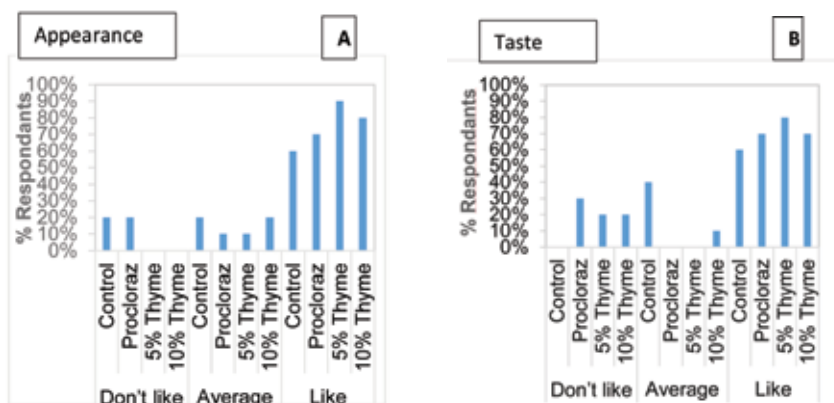 Appearance
A
% Respondants
100%
90%
80%
70%
60%
50%
40%
30%
20%
10%
0%
Control
Procloraz
5% Thyme
10% Thyme
Control
Procloraz
5% Thyme
10% Thyme
Control
Procloraz
5% Thyme
10% Thyme
Don't like
Average
Like
Taste
B
% Respondants
100%
90%
80%
70%
60%
50%
40%
30%
20%
10%
0%
Control
Procloraz
5% Thyme
10% Thyme
Control
Procloraz
5% Thyme
10% Thyme
Control
Procloraz
5% Thyme
10% Thyme
Don't like
Average
Like